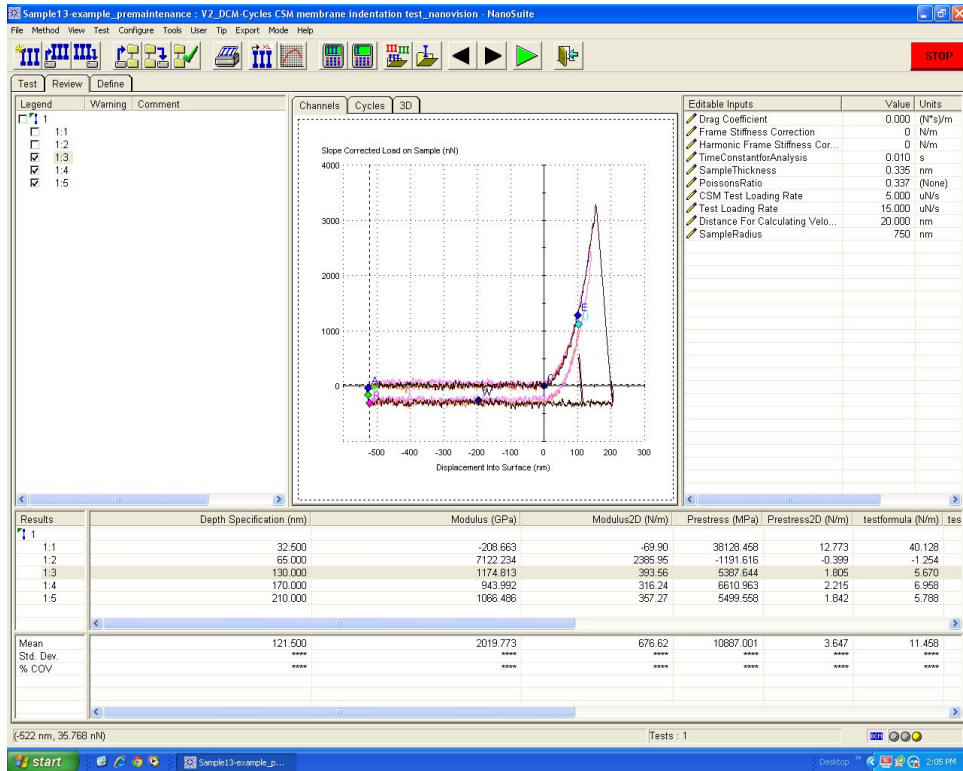 Sample13-example_premaintenance : V2_DCM-Cycles CSM membrane indentation test_nanovision - NanoSuite
File Method View Test Configure Tools User Tip Export Mode Help
XL
STOP
Test Review Define
Legend Warning Comment
1
1:1
1:2
1:3
1:4
1:5
Channels Cycles 3D
Slope Corrected Load on Sample (nN)
4000
3000
2000
1000
0
-500 -400 -300 -200 -100 0 100 200 300
Displacement Into Surface (nm)
Editable Inputs Value Units
Drag Coefficient 0.000 (N*s)/m
Frame Stiffness Correction 0 N/m
Harmonic Frame Stiffness Cor... 0 N/m
TimeConstantforAnalysis 0.010 s
SampleThickness 0.335 nm
PoissonsRatio 0.337 (None)
CSM Test Loading Rate 5.000 uN/s
Test Loading Rate 15.000 uN/s
Distance For Calculating Velo... 20.000 nm
SampleRadius 750 nm
Results Depth Specification (nm) Modulus (GPa) Modulus2D (N/m) Prestress (MPa) Prestress2D (N/m) testformula (N/m) tes
1
1:1 32.500 -208.663 -69.90 38128.458 12.773 40.128
1:2 65.000 7122.234 2385.95 -1191.616 -0.399 -1.254
1:3 130.000 1174.813 393.56 5387.644 1.805 5.670
1:4 170.000 943.992 316.24 6610.963 2.215 6.958
1:5 210.000 1066.486 357.27 5499.558 1.842 5.788
Mean 121.500 2019.773 676.62 10887.001 3.647 11.458
Std. Dev. **** **** **** **** **** ****
% COV **** **** **** **** **** ****
(-522 nm, 35.768 nN) Tests : 1 DCM
start Sample13-example_p... Desktop 2:05 PM